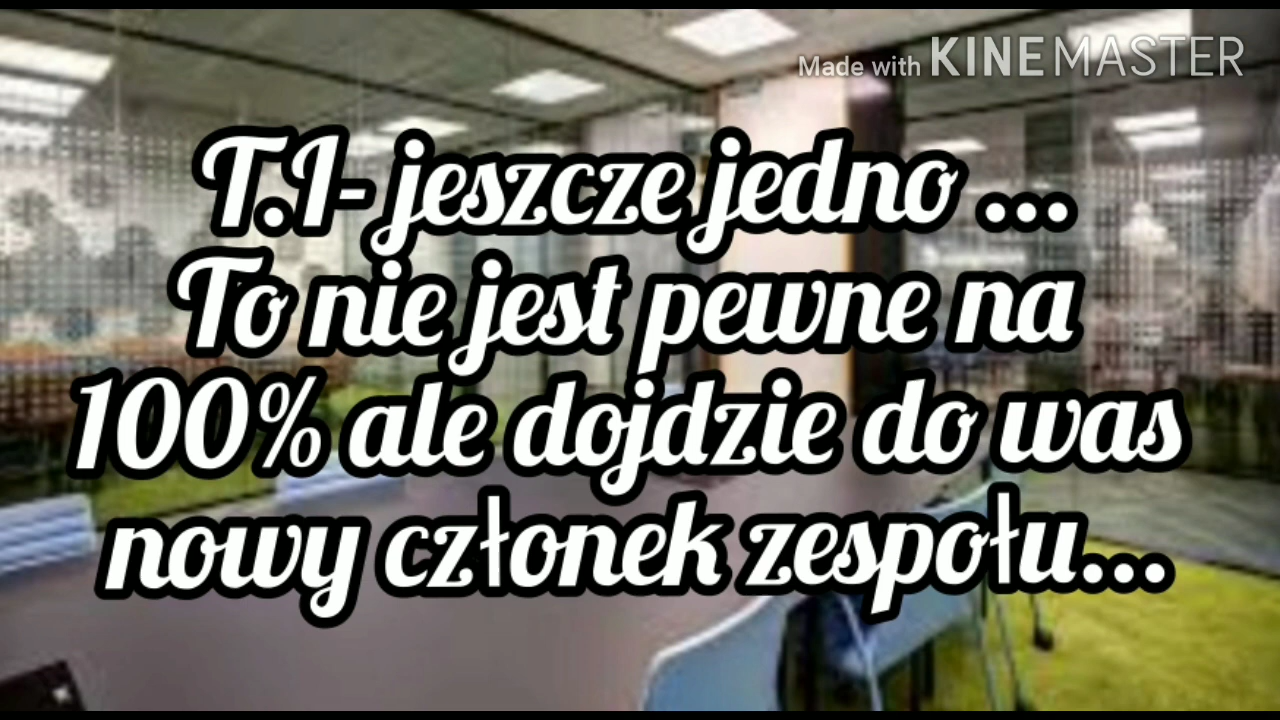 Made with KINEMASTER
T.I- jeszcze jedno ...
To nie jest pewne na
100% ale dojdzie do was
nowy członek zespołu...